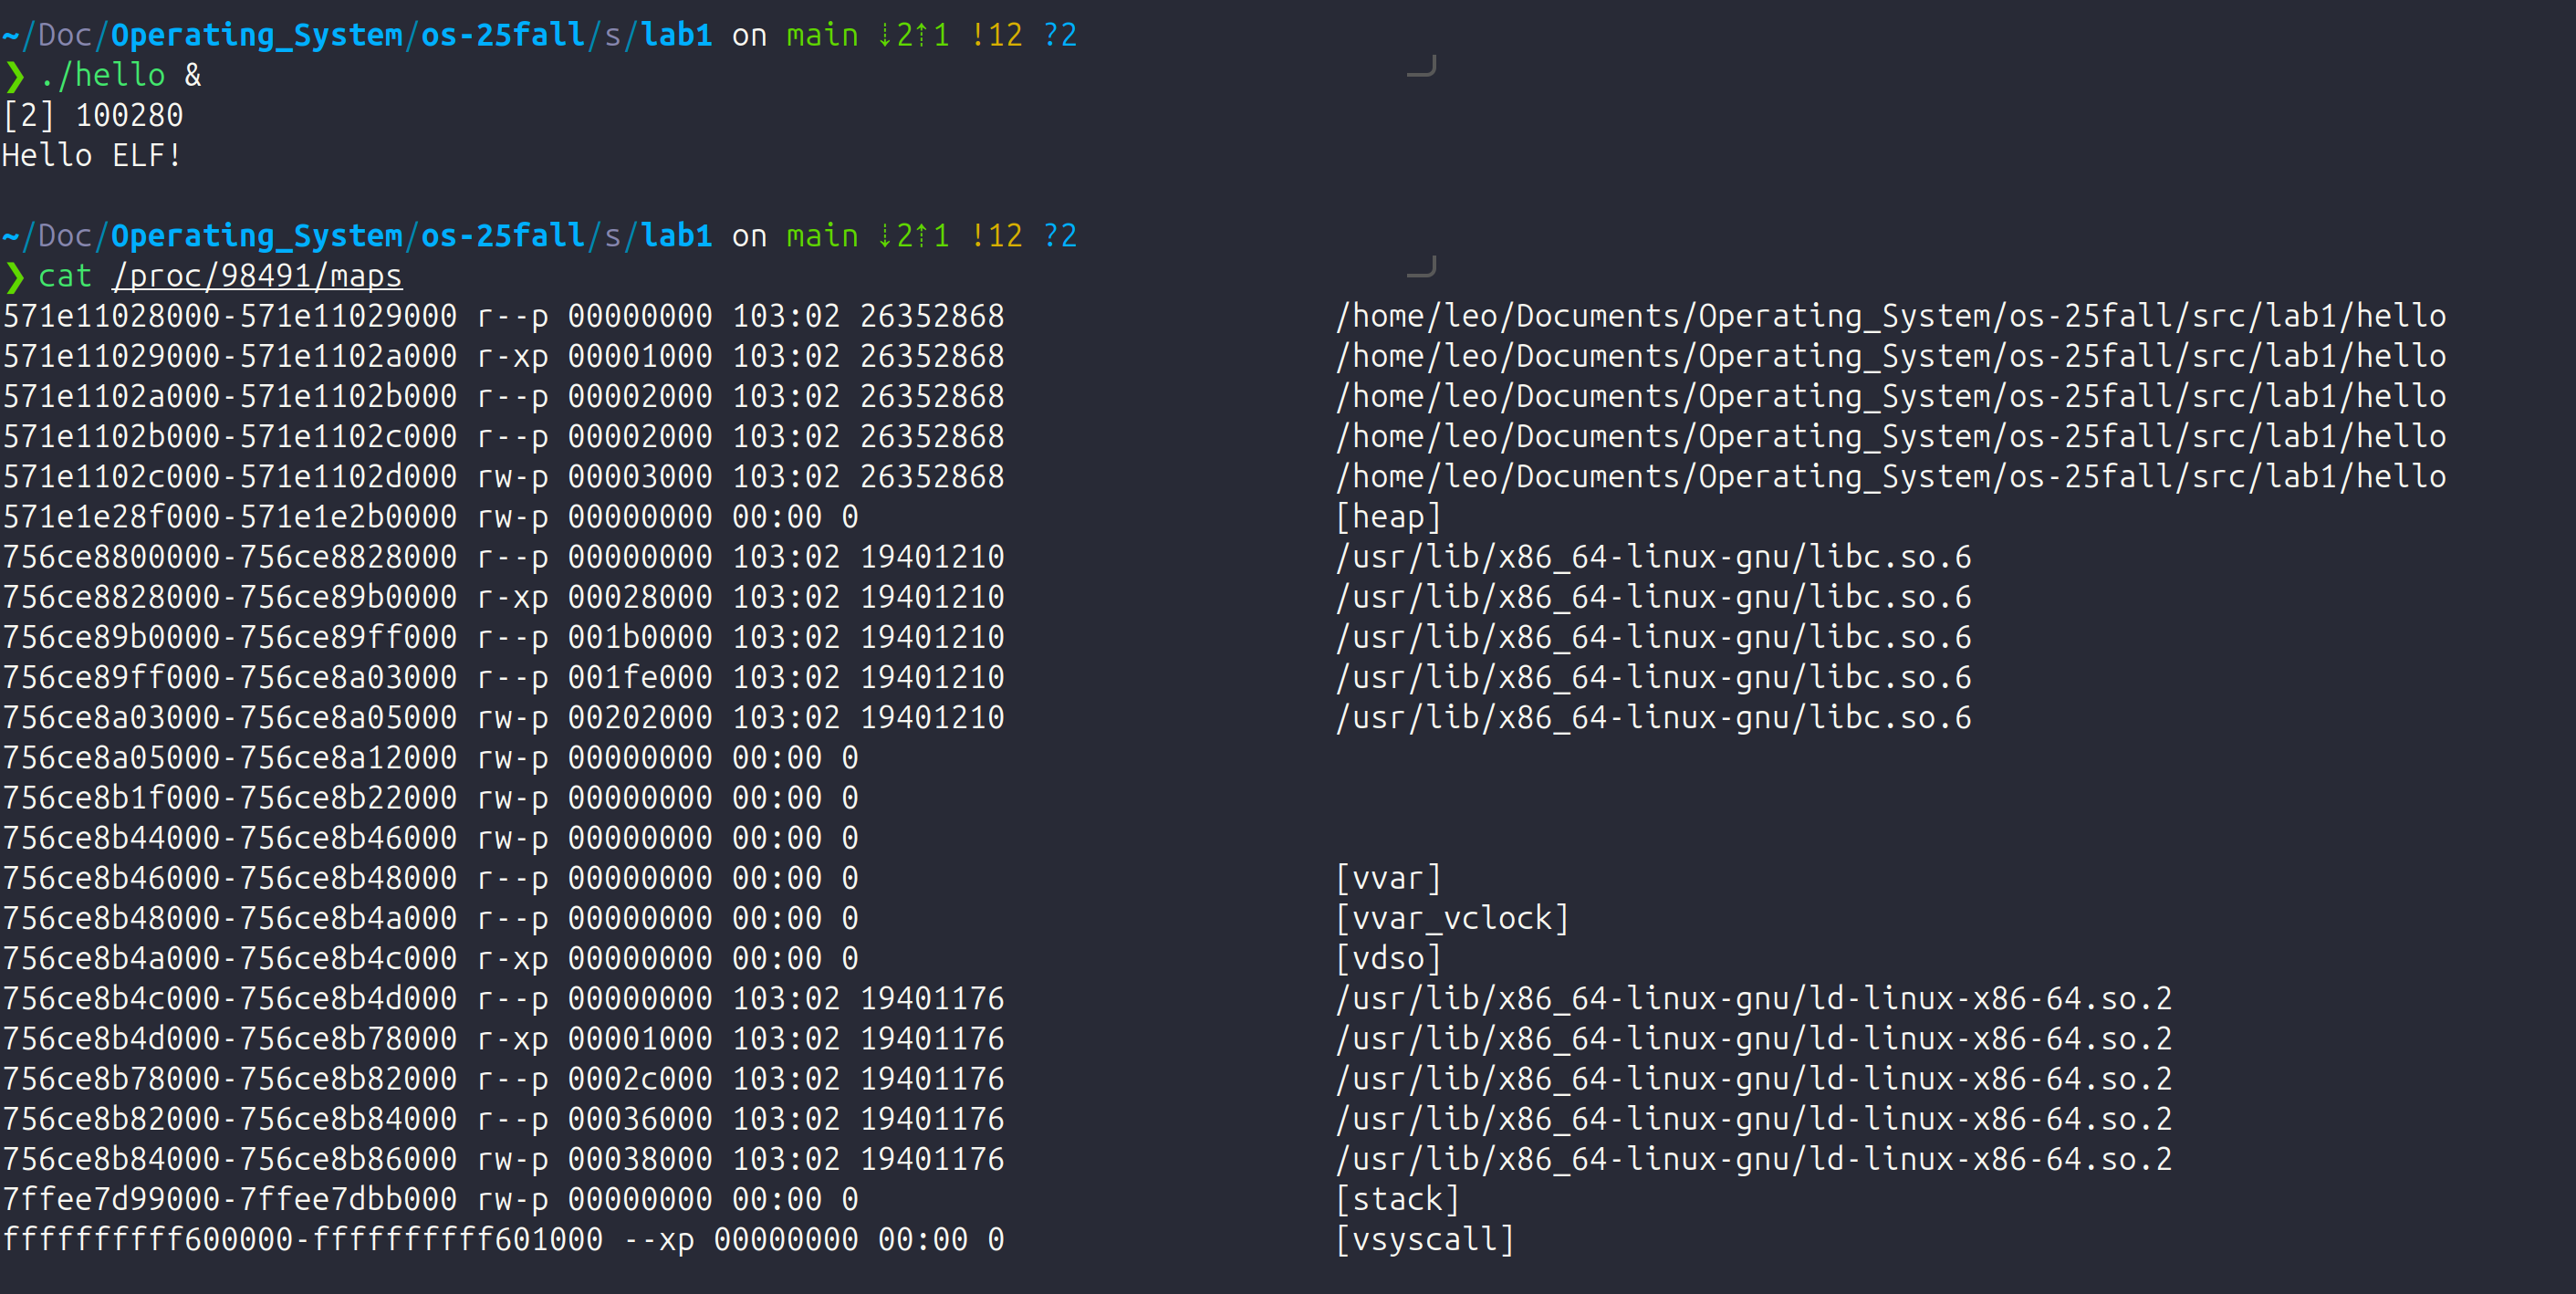 ~/Doc/Operating_System/os-25fall/s/lab1 on main ⇣2⇡1 !12 ?2
❯ ./hello &
[2] 100280
Hello ELF!
~/Doc/Operating_System/os-25fall/s/lab1 on main ⇣2⇡1 !12 ?2
❯ cat /proc/98491/maps
571e11028000-571e11029000 r--p 00000000 103:02 26352868 /home/leo/Documents/Operating_System/os-25fall/src/lab1/hello
571e11029000-571e1102a000 r-xp 00001000 103:02 26352868 /home/leo/Documents/Operating_System/os-25fall/src/lab1/hello
571e1102a000-571e1102b000 r--p 00002000 103:02 26352868 /home/leo/Documents/Operating_System/os-25fall/src/lab1/hello
571e1102b000-571e1102c000 r--p 00002000 103:02 26352868 /home/leo/Documents/Operating_System/os-25fall/src/lab1/hello
571e1102c000-571e1102d000 rw-p 00003000 103:02 26352868 /home/leo/Documents/Operating_System/os-25fall/src/lab1/hello
571e1e28f000-571e1e2b0000 rw-p 00000000 00:00 0 [heap]
756ce8800000-756ce8828000 r--p 00000000 103:02 19401210 /usr/lib/x86_64-linux-gnu/libc.so.6
756ce8828000-756ce89b0000 r-xp 00028000 103:02 19401210 /usr/lib/x86_64-linux-gnu/libc.so.6
756ce89b0000-756ce89ff000 r--p 001b0000 103:02 19401210 /usr/lib/x86_64-linux-gnu/libc.so.6
756ce89ff000-756ce8a03000 r--p 001fe000 103:02 19401210 /usr/lib/x86_64-linux-gnu/libc.so.6
756ce8a03000-756ce8a05000 rw-p 00202000 103:02 19401210 /usr/lib/x86_64-linux-gnu/libc.so.6
756ce8a05000-756ce8a12000 rw-p 00000000 00:00 0
756ce8b1f000-756ce8b22000 rw-p 00000000 00:00 0
756ce8b44000-756ce8b46000 rw-p 00000000 00:00 0
756ce8b46000-756ce8b48000 r--p 00000000 00:00 0 [vvar]
756ce8b48000-756ce8b4a000 r--p 00000000 00:00 0 [vvar_vclock]
756ce8b4a000-756ce8b4c000 r-xp 00000000 00:00 0 [vdso]
756ce8b4c000-756ce8b4d000 r--p 00000000 103:02 19401176 /usr/lib/x86_64-linux-gnu/ld-linux-x86-64.so.2
756ce8b4d000-756ce8b78000 r-xp 00001000 103:02 19401176 /usr/lib/x86_64-linux-gnu/ld-linux-x86-64.so.2
756ce8b78000-756ce8b82000 r--p 0002c000 103:02 19401176 /usr/lib/x86_64-linux-gnu/ld-linux-x86-64.so.2
756ce8b82000-756ce8b84000 r--p 00036000 103:02 19401176 /usr/lib/x86_64-linux-gnu/ld-linux-x86-64.so.2
756ce8b84000-756ce8b86000 rw-p 00038000 103:02 19401176 /usr/lib/x86_64-linux-gnu/ld-linux-x86-64.so.2
7ffee7d99000-7ffee7dbb000 rw-p 00000000 00:00 0 [stack]
ffffffffff600000-ffffffffff601000 --xp 00000000 00:00 0 [vsyscall]